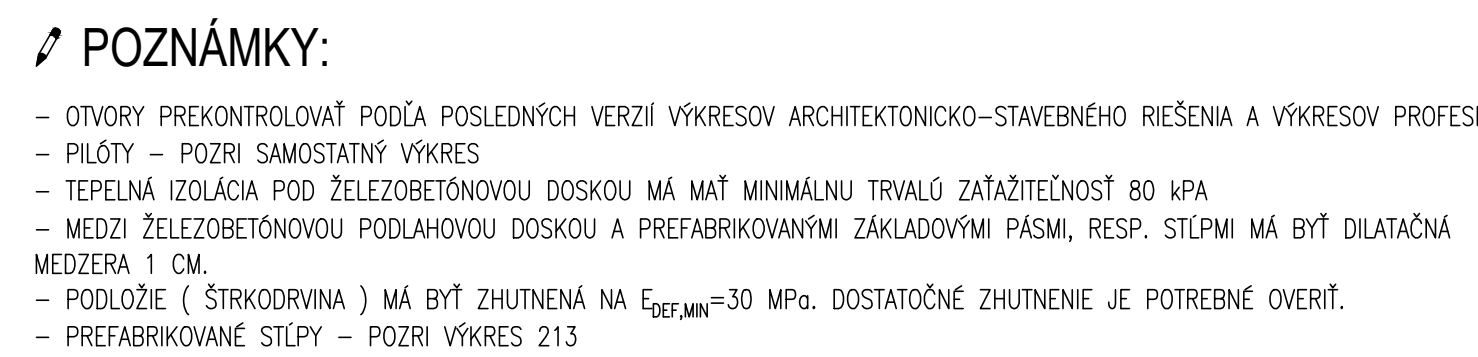 POZNÁMKY:
– OTVORY PREKONTROLOVAŤ PODĽA POSLEDNÝCH VERZIÍ VÝKRESOV ARCHITEKTONICKO–STAVEBNÉHO RIEŠENIA A VÝKRESOV
– PILÓTY – POZRI SAMOSTATNÝ VÝKRES
– TEPELNÁ IZOLÁCIA POD ŽELEZOBETÓNOVOU DOSKOU MÁ MAŤ MINIMÁLNU TRVALÚ ZAŤAŽITEĽNOSŤ 80 kPA
– MEDZI ŽELEZOBETÓNOVOU PODLAHOVOU DOSKOU A PREFABRIKOVANÝMI ZÁKLADOVÝMI PÁSMI, RESP. STĹPMI MÁ BYŤ DILATAČNÁ
MEDZERA 1 CM.
– PODLOŽIE ( ŠTRKODRVINA ) MÁ BYŤ ZHUTNENÁ NA EDEF,MIN=30 MPa. DOSTATOČNÉ ZHUTNENIE JE POTREBNÉ OVERIŤ.
– PREFABRIKOVANÉ STĹPY – POZRI VÝKRES 213